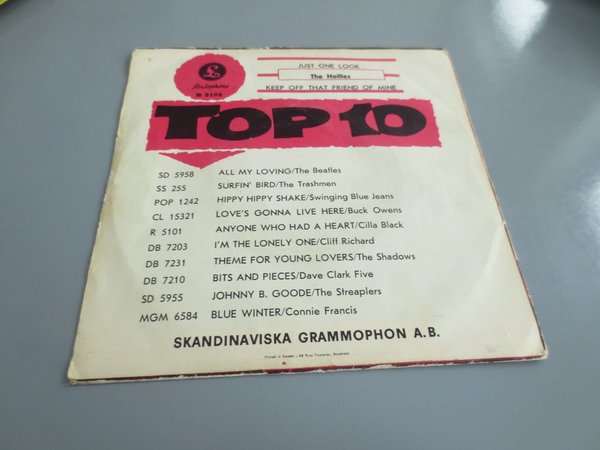 Parlophone
R 5104
JUST ONE LOOK
The Hollies
KEEP OFF THAT FRIEND OF MINE
TOP 10
SD 5958 ALL MY LOVING/The Beatles
SS 255 SURFIN' BIRD/The Trashmen
POP 1242 HIPPY HIPPY SHAKE/Swinging Blue Jeans
CL 15321 LOVE'S GONNA LIVE HERE/Buck Owens
R 5101 ANYONE WHO HAD A HEART/Cilla Black
DB 7203 I'M THE LONELY ONE/Cliff Richard
DB 7231 THEME FOR YOUNG LOVERS/The Shadows
DB 7210 BITS AND PIECES/Dave Clark Five
SD 5955 JOHNNY B. GOODE/The Streaplers
MGM 6584 BLUE WINTER/Connie Francis
SKANDINAVISKA GRAMMOPHON A.B.
Printed in Sweden